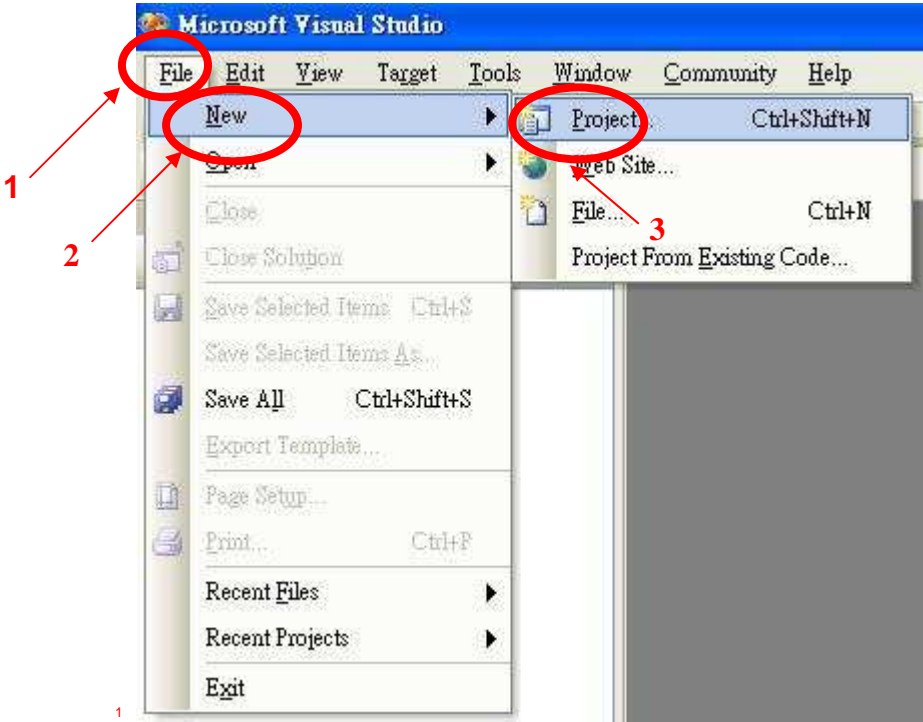 Microsoft Visual Studio
File Edit View Target Tools Window Community Help
1
New
Project... Ctrl+Shift+N
2
Open
Web Site...
Close
File... Ctrl+N
3
Close Solution
Project From Existing Code...
Save Selected Items Ctrl+S
Save Selected Items As...
Save All Ctrl+Shift+S
Export Template...
Page Setup...
Print... Ctrl+P
Recent Files
Recent Projects
Exit
1